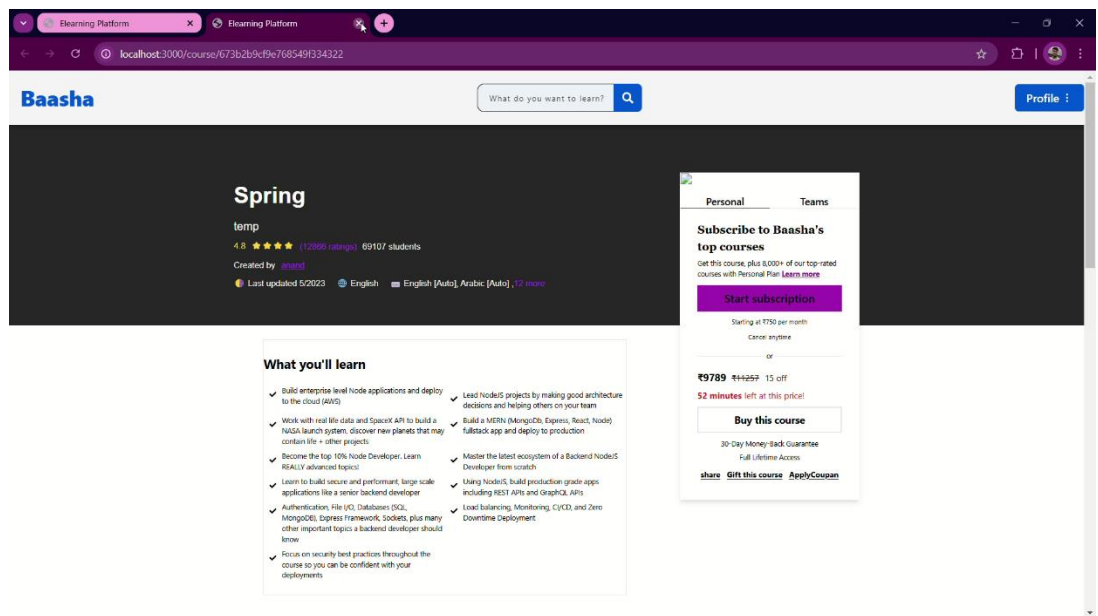 Elearning Platform
Elearning Platform
localhost:3000/course/673b2b9cf9e768549f334322
Baasha
What do you want to learn?
Profile
Spring
temp
4.8 (12866 ratings) 69107 students
Created by anand
Last updated 5/2023 English English [Auto], Arabic [Auto] ,12 more
What you'll learn
Build enterprise level Node applications and deploy
to the cloud (AWS)
Work with real life data and SpaceX API to build a
NASA launch system, discover new planets that may
contain life + other projects
Become the top 10% Node Developer. Learn
REALLY advanced topics!
Learn to build secure and performant, large scale
applications like a senior backend developer
Authentication, File I/O, Databases (SQL,
MongoDB), Express Framework, Sockets, plus many
other important topics a backend developer should
know
Focus on security best practices throughout the
course so you can be confident with your
deployments
Lead NodeJS projects by making good architecture
decisions and helping others on your team
Build a MERN (MongoDb, Express, React, Node)
fullstack app and deploy to production
Master the latest ecosystem of a Backend NodeJS
Developer from scratch
Using NodeJS, build production grade apps
including REST APIs and GraphQL APIs
Load balancing, Monitoring, CI/CD, and Zero
Downtime Deployment
Personal Teams
Subscribe to Baasha's
top courses
Get this course, plus 8,000+ of our top-rated
courses with Personal Plan Learn more
Start subscription
Starting at ₹750 per month
Cancel anytime
or
₹9789 ₹11257 15 off
52 minutes left at this price!
Buy this course
30-Day Money-Back Guarantee
Full Lifetime Access
share Gift this course ApplyCoupan